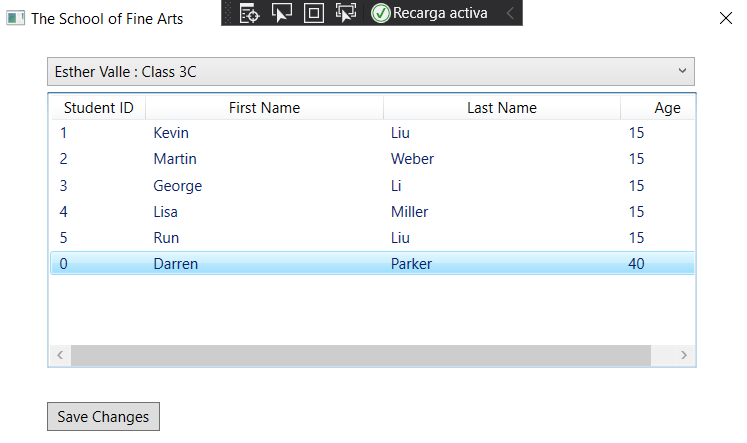 The School of Fine Arts
Recarga activa
Esther Valle : Class 3C
Student ID First Name Last Name Age
1 Kevin Liu 15
2 Martin Weber 15
3 George Li 15
4 Lisa Miller 15
5 Run Liu 15
0 Darren Parker 40
Save Changes